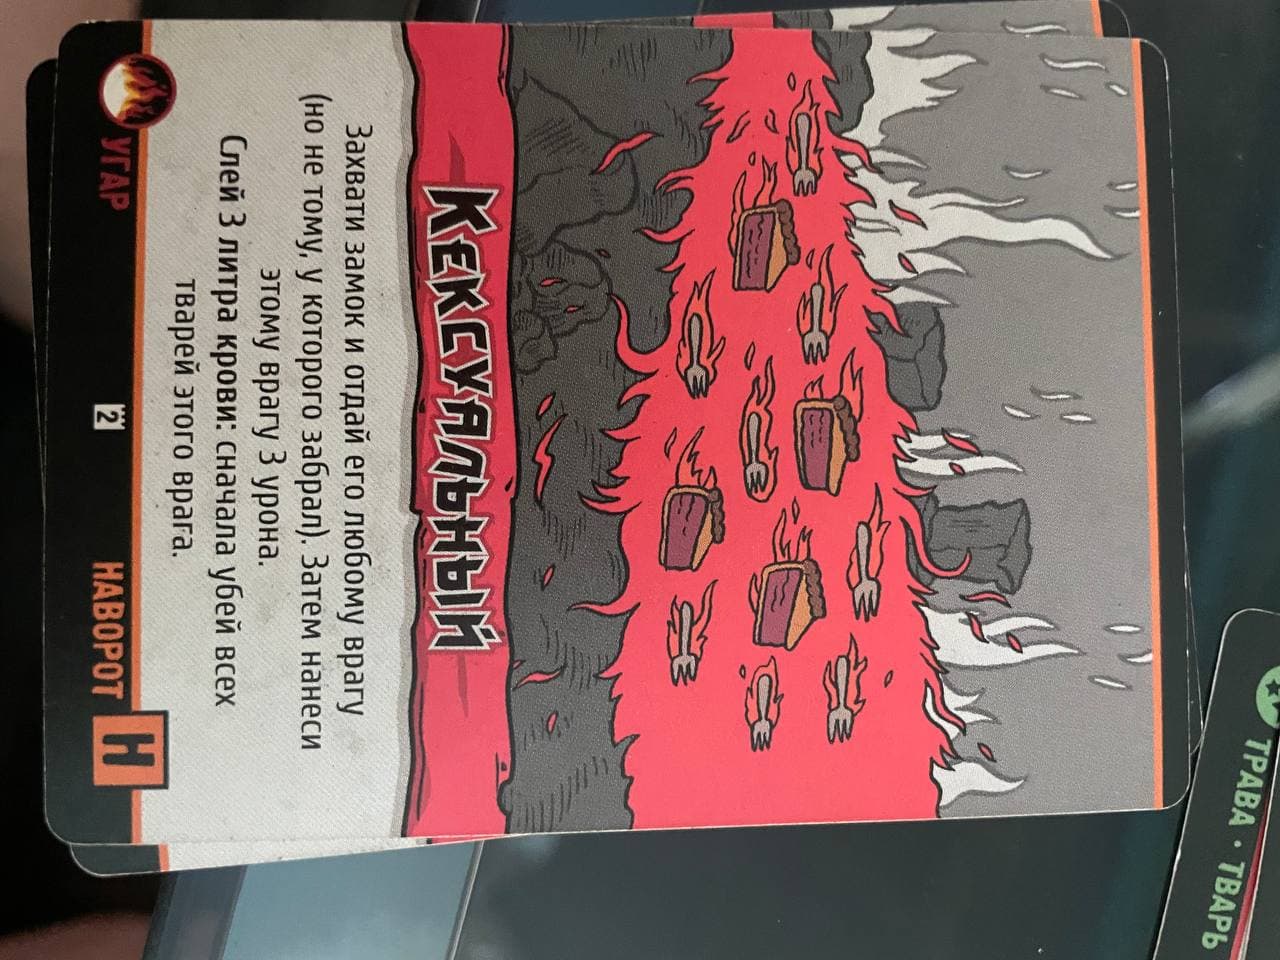 ТРАВА · ТВАРЬ
Кексуальный
Захвати замок и отдай его любому врагу
(но не тому, у которого забрал). Затем нанеси
этому врагу 3 урона.
Слей 3 литра крови: сначала убей всех
тварей этого врага.
УГАР
2
НАВОРОТ
Н